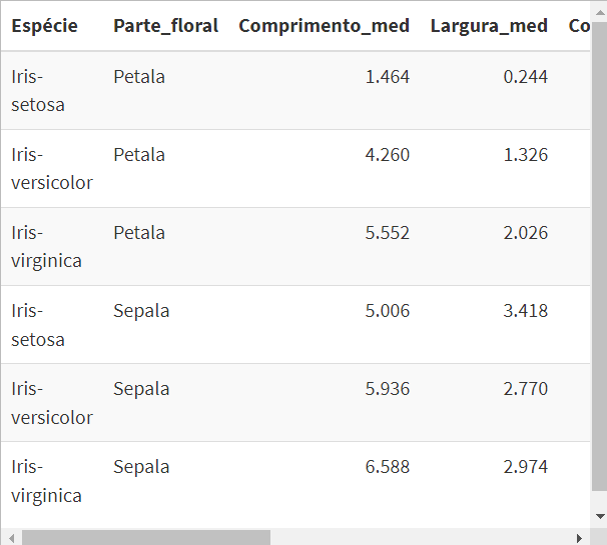 Espécie Parte_floral Comprimento_med Largura_med Co
Iris-
setosa Petala 1.464 0.244
Iris-
versicolor Petala 4.260 1.326
Iris-
virginica Petala 5.552 2.026
Iris-
setosa Sepala 5.006 3.418
Iris-
versicolor Sepala 5.936 2.770
Iris-
virginica Sepala 6.588 2.974